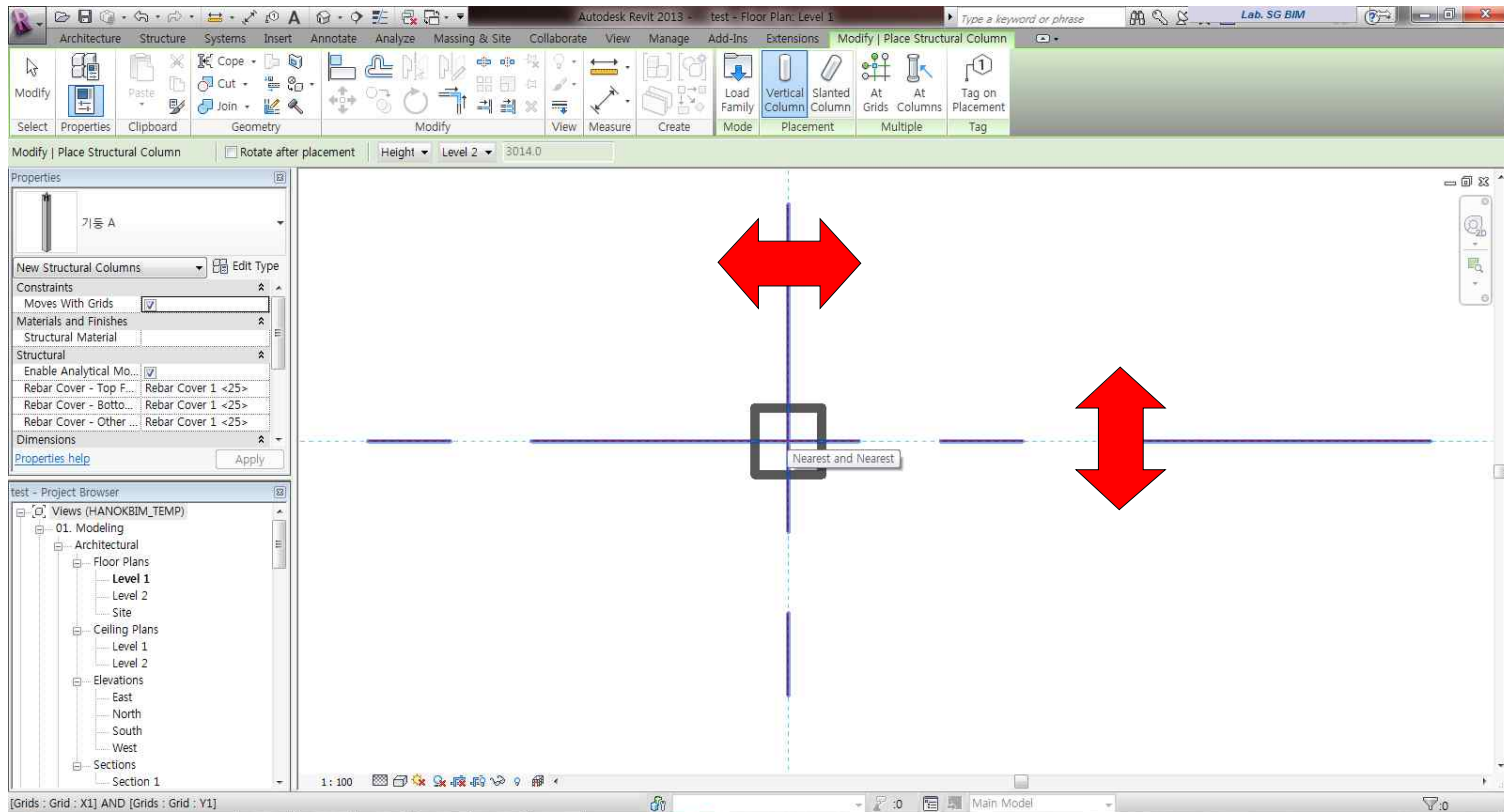 Autodesk Revit 2013 - test - Floor Plan: Level 1
Type a keyword or phrase
Lab. SG BIM
Architecture Structure Systems Insert Annotate Analyze Massing & Site Collaborate View Manage Add-Ins Extensions Modify | Place Structural Column
Modify
Paste
Cope
Cut
Join
Load Family
Vertical Column
Slanted Column
At Grids
At Columns
Tag on Placement
Select Properties Clipboard Geometry Modify View Measure Create Mode Placement Multiple Tag
Modify | Place Structural Column Rotate after placement Height Level 2 3014.0
Properties
기둥 A
New Structural Columns Edit Type
Constraints
Moves With Grids
Materials and Finishes
Structural Material
Structural
Enable Analytical Mo...
Rebar Cover - Top F... Rebar Cover 1 <25>
Rebar Cover - Botto... Rebar Cover 1 <25>
Rebar Cover - Other ... Rebar Cover 1 <25>
Dimensions
Properties help Apply
2D
Nearest and Nearest
test - Project Browser
Views (HANOKBIM_TEMP)
01. Modeling
Architectural
Floor Plans
Level 1
Level 2
Site
Ceiling Plans
Level 1
Level 2
Elevations
East
North
South
West
Sections
Section 1
1 : 100
[Grids : Grid : X1] AND [Grids : Grid : Y1]
:0
Main Model
:0